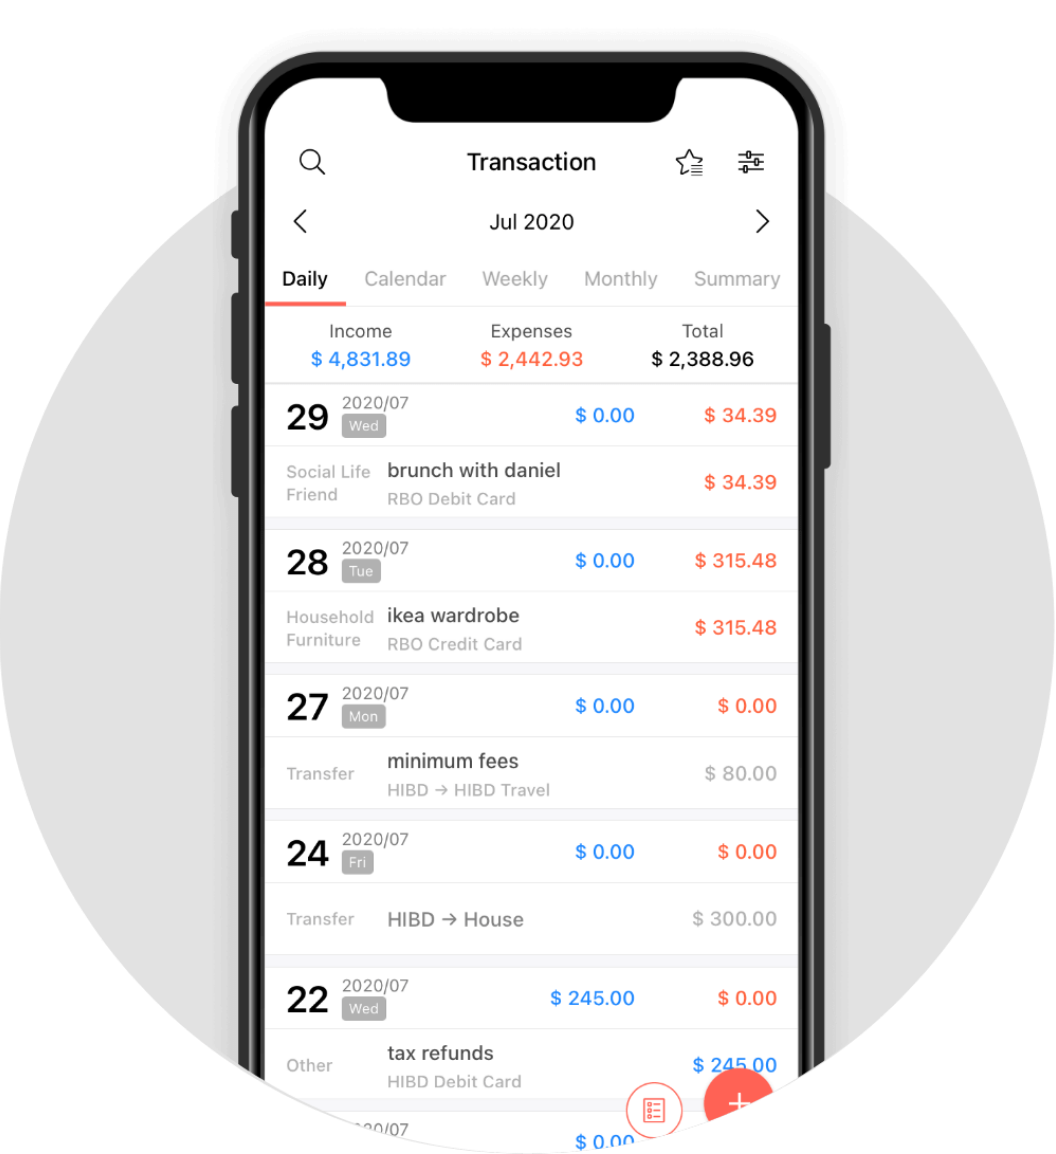 Transaction
Jul 2020
Daily Calendar Weekly Monthly Summary
Income Expenses Total
$ 4,831.89 $ 2,442.93 $ 2,388.96
29 2020/07 Wed $ 0.00 $ 34.39
Social Life Friend brunch with daniel $ 34.39
RBO Debit Card
28 2020/07 Tue $ 0.00 $ 315.48
Household Furniture ikea wardrobe $ 315.48
RBO Credit Card
27 2020/07 Mon $ 0.00 $ 0.00
Transfer minimum fees $ 80.00
HIBD → HIBD Travel
24 2020/07 Fri $ 0.00 $ 0.00
Transfer HIBD → House $ 300.00
22 2020/07 Wed $ 245.00 $ 0.00
Other tax refunds $ 245.00
HIBD Debit Card
$ 0.00